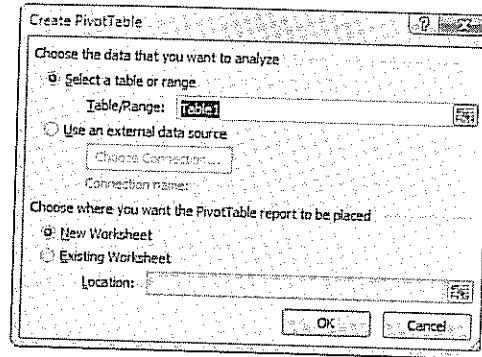 Create PivotTable
Choose the data that you want to analyze
Select a table or range
Table/Range: Table1
Use an external data source
Choose Connection...
Connection name:
Choose where you want the PivotTable report to be placed
New Worksheet
Existing Worksheet
Location:
OK Cancel